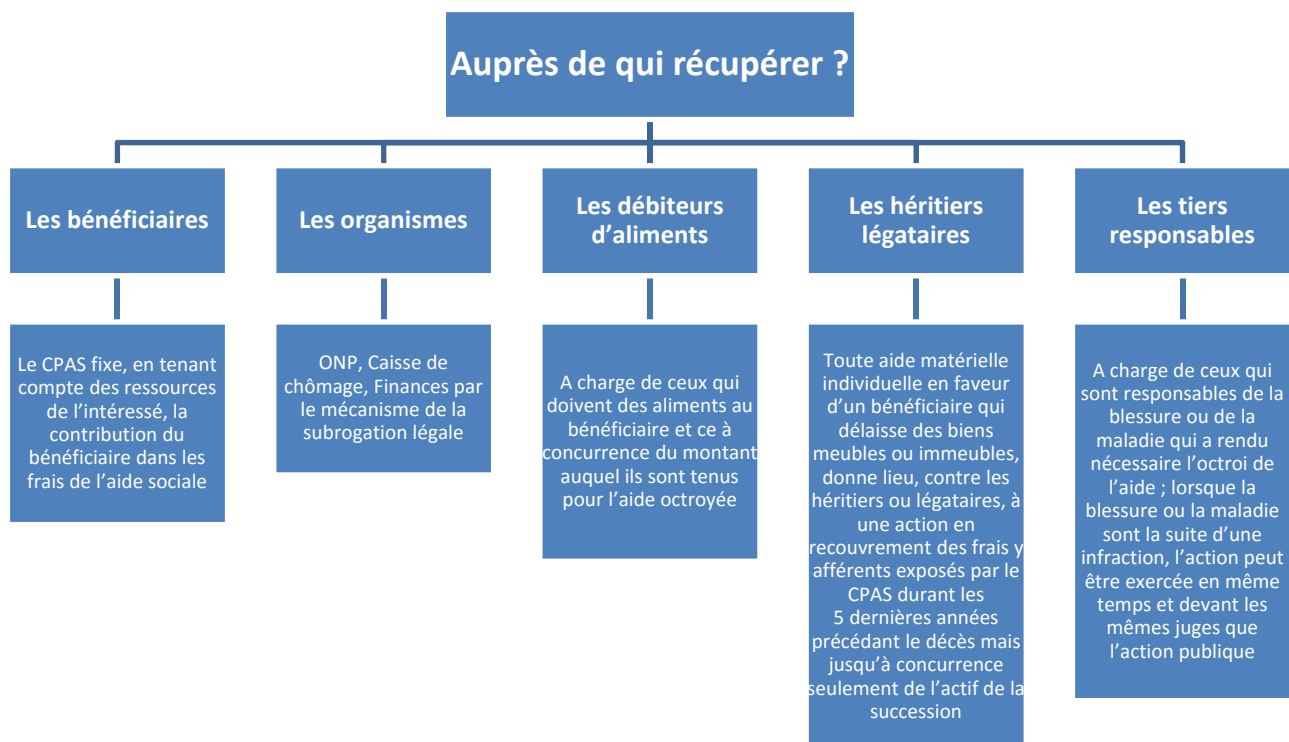 Auprès de qui récupérer ?
Les bénéficiaires
Les organismes
Les débiteurs
d’aliments
Les héritiers
légataires
Les tiers
responsables
Le CPAS fixe, en tenant
compte des ressources
de l’intéressé, la
contribution du
bénéficiaire dans les
frais de l’aide sociale
ONP, Caisse de
chômage, Finances par
le mécanisme de la
subrogation légale
A charge de ceux qui
doivent des aliments au
bénéficiaire et ce à
concurrence du montant
auquel ils sont tenus
pour l’aide octroyée
Toute aide matérielle
individuelle en faveur
d’un bénéficiaire qui
délaisse des biens
meubles ou immeubles,
donne lieu, contre les
héritiers ou légataires, à
une action en
recouvrement des frais y
afférents exposés par le
CPAS durant les
5 dernières années
précédant le décès mais
jusqu’à concurrence
seulement de l’actif de la
succession
A charge de ceux qui
sont responsables de la
blessure ou de la
maladie qui a rendu
nécessaire l’octroi de
l’aide ; lorsque la
blessure ou la maladie
sont la suite d’une
infraction, l’action peut
être exercée en même
temps et devant les
mêmes juges que
l’action publique